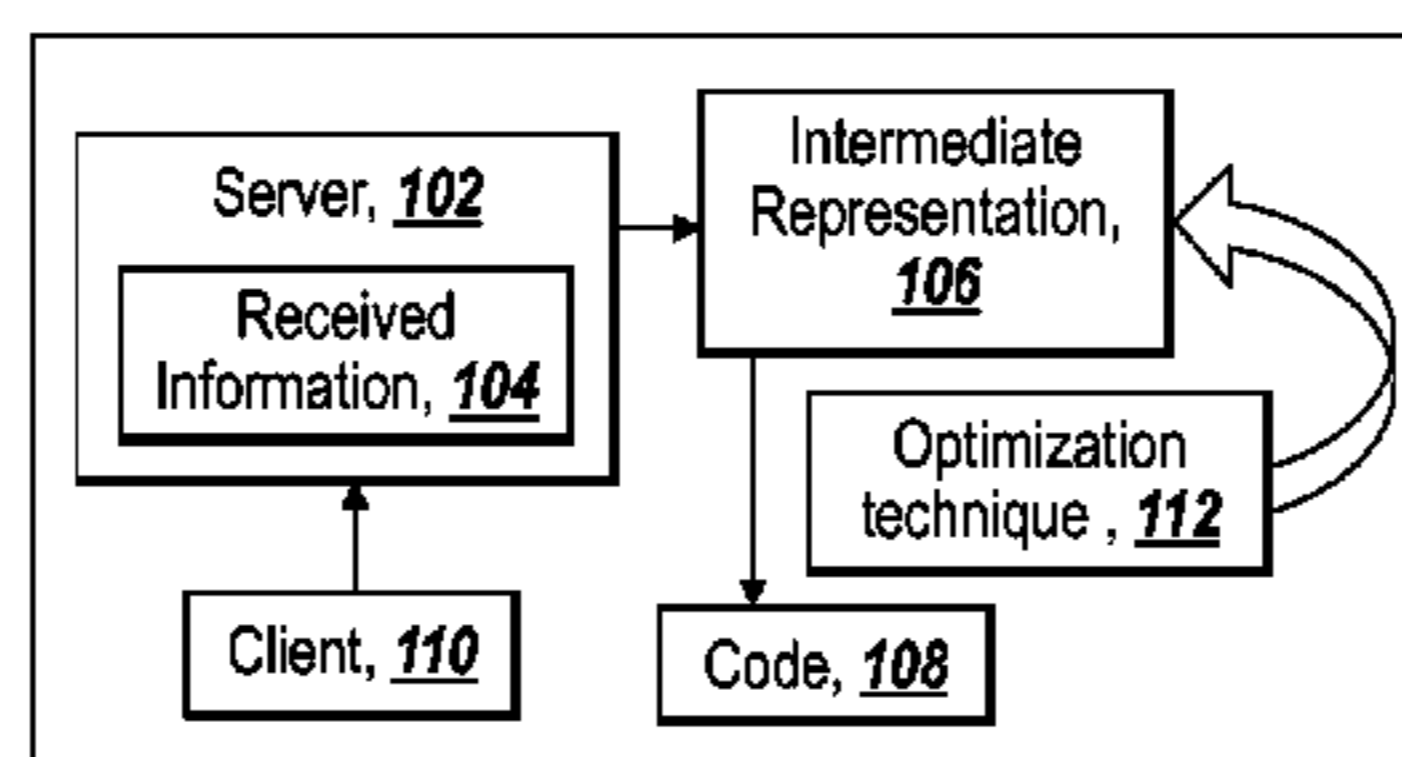 Server, 102
Received
Information, 104
Client, 110
Intermediate
Representation,
106
Optimization
technique , 112
Code, 108